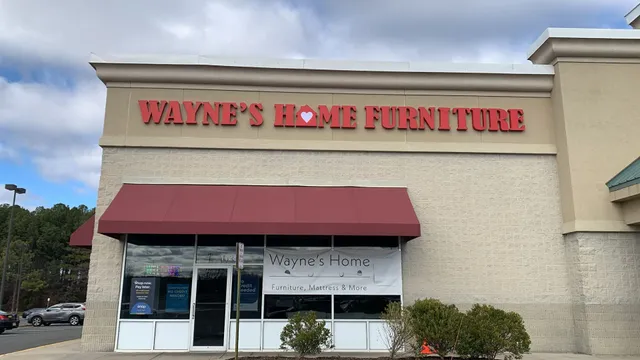 WAYNE'S HOME FURNITURE
Wayne's Home
Furniture, Mattress & More